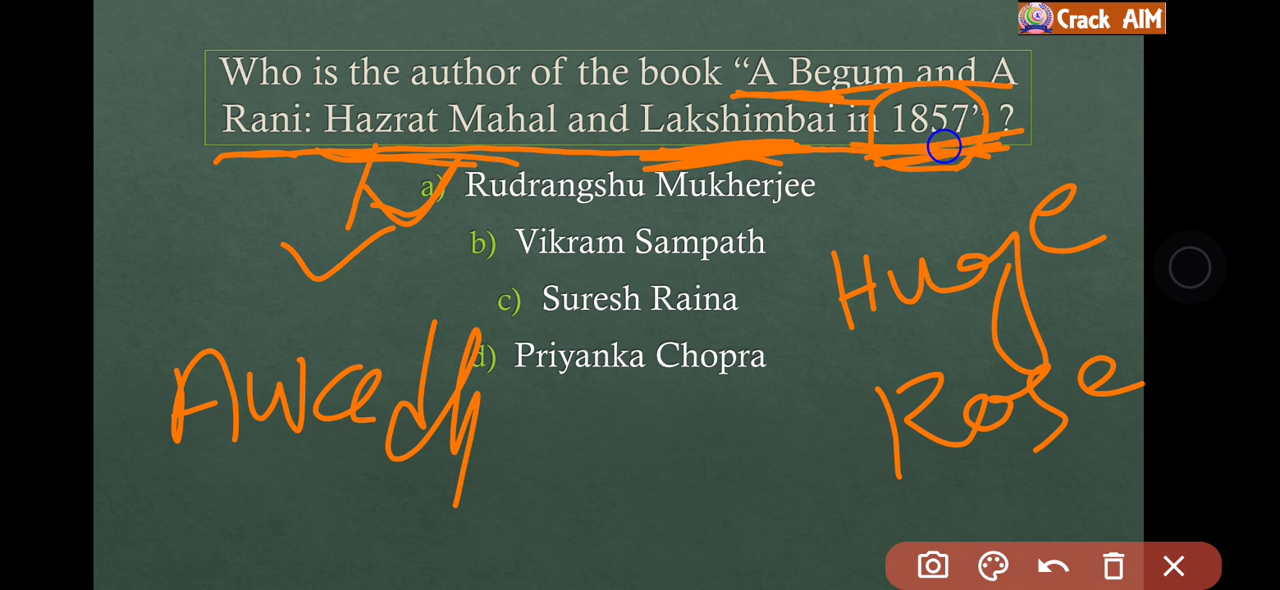 Crack AIM
Who is the author of the book “A Begum and A
Rani: Hazrat Mahal and Lakshimbai in 1857” ?
a) Rudrangshu Mukherjee
b) Vikram Sampath
c) Suresh Raina
d) Priyanka Chopra
Huge
Rose
Awadh